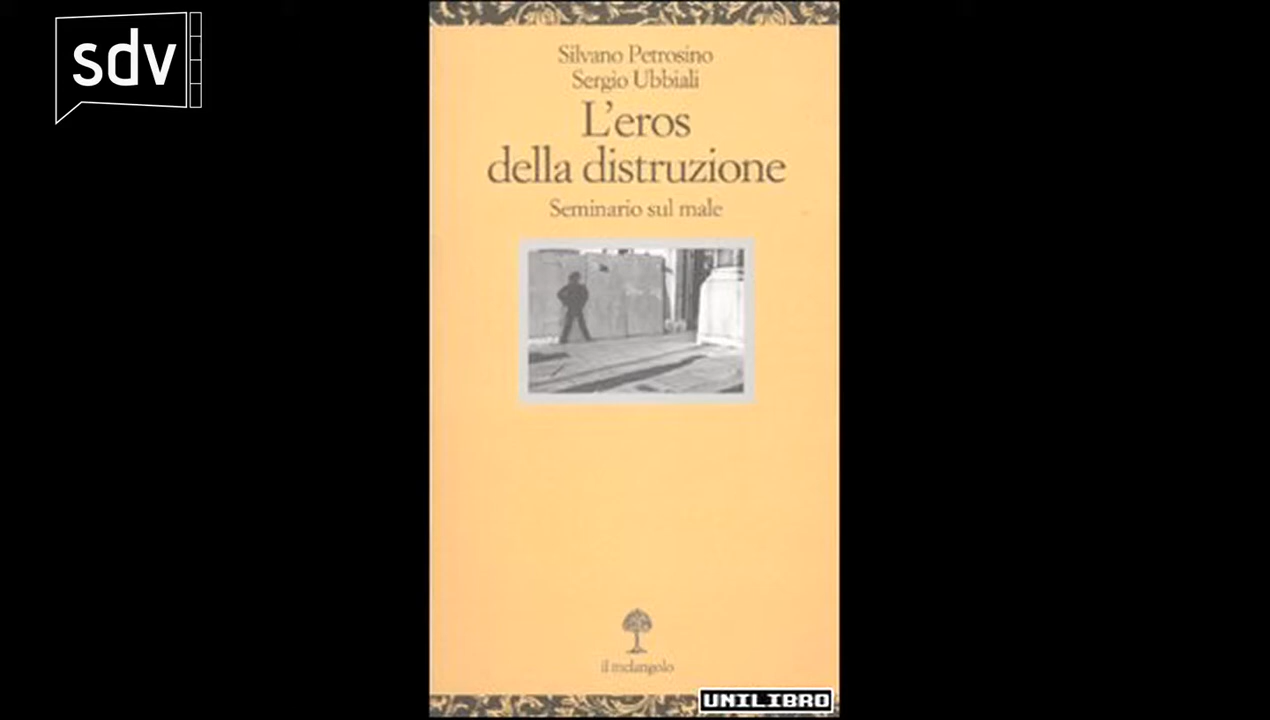 sdv
Silvano Petrosino
Sergio Ubbiali
L'eros
della distruzione
Seminario sul male
il melangolo
UNILIBRO